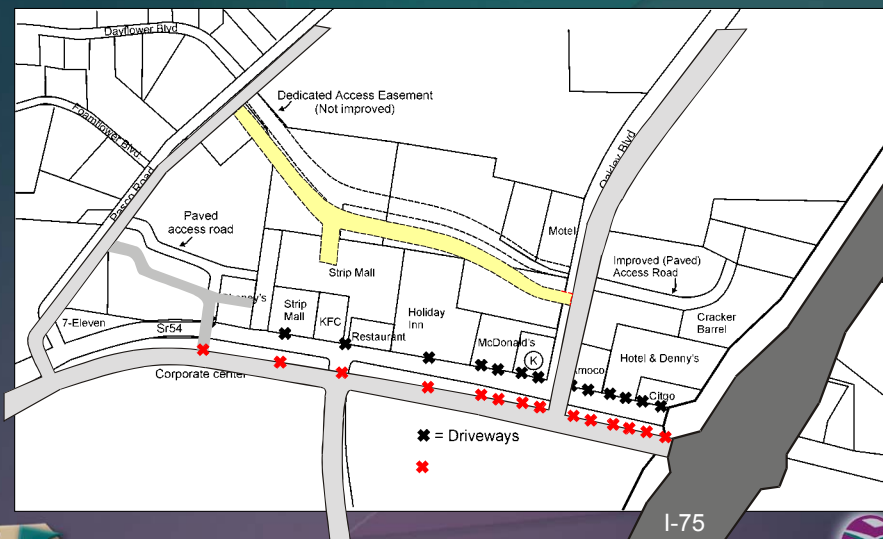 Dayflower Blvd
Dedicated Access Easement
(Not improved)
Foamflower Blvd
Pasco Road
Oakley Blvd
Paved
access road
Motel
Improved (Paved)
Access Road
Strip Mall
Strip
Mall
KFC
Restaurant
Holiday
Inn
McDonald's
K
Cracker
Barrel
7-Eleven
Sr54
Hotel & Denny's
Citgo
Corporate center
= Driveways
I-75